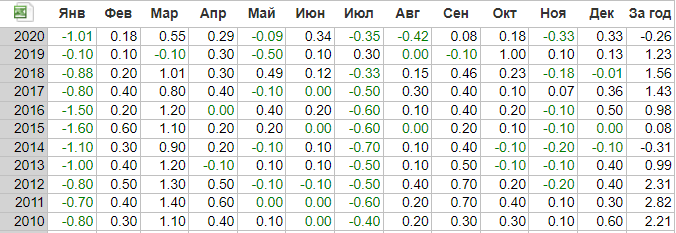 Янв Фев Мар Апр Май Июн Июл Авг Сен Окт Ноя Дек За год
2020 -1.01 0.18 0.55 0.29 -0.09 0.34 -0.35 -0.42 0.08 0.18 -0.33 0.33 -0.26
2019 -0.10 0.10 -0.10 0.30 -0.50 0.10 0.30 0.00 -0.10 1.00 0.10 0.13 1.23
2018 -0.88 0.20 1.01 0.30 0.49 0.12 -0.33 0.15 0.46 0.23 -0.18 -0.01 1.56
2017 -0.80 0.40 0.80 0.40 -0.10 0.00 -0.50 0.30 0.40 0.10 0.07 0.36 1.43
2016 -1.50 0.20 1.20 0.00 0.40 0.20 -0.60 0.10 0.40 0.20 -0.10 0.50 0.98
2015 -1.60 0.60 1.10 0.20 0.20 0.00 -0.60 0.00 0.20 0.10 -0.10 0.00 0.08
2014 -1.10 0.30 0.90 0.20 -0.10 0.10 -0.70 0.10 0.40 -0.10 -0.20 -0.10 -0.31
2013 -1.00 0.40 1.20 -0.10 0.10 0.10 -0.50 0.10 0.50 -0.10 -0.10 0.40 0.99
2012 -0.80 0.50 1.30 0.50 -0.10 -0.10 -0.50 0.40 0.70 0.20 -0.20 0.40 2.31
2011 -0.70 0.40 1.40 0.60 0.00 0.00 -0.60 0.20 0.70 0.40 0.10 0.30 2.82
2010 -0.80 0.30 1.10 0.40 0.10 0.00 -0.40 0.20 0.30 0.30 0.10 0.60 2.21